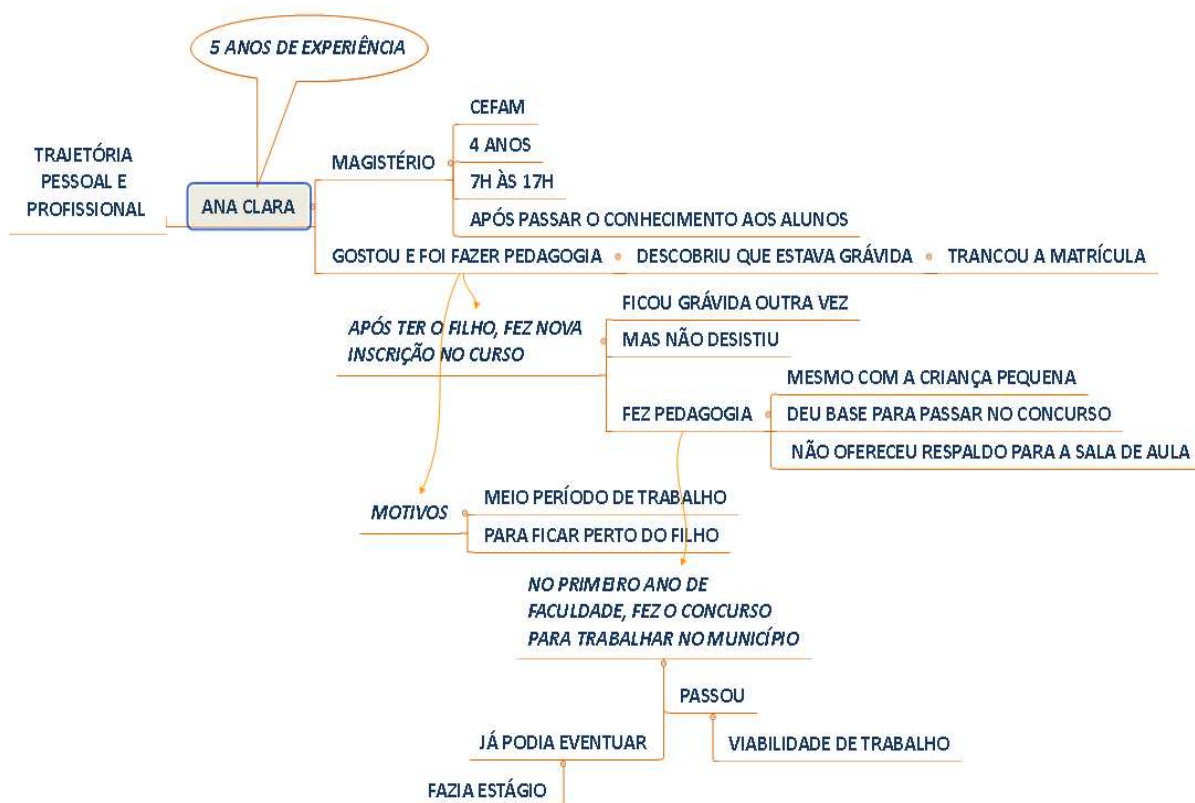 5 ANOS DE EXPERIÊNCIA
TRAJETÓRIA
PESSOAL E
PROFISSIONAL
ANA CLARA
MAGISTÉRIO
CEFAM
4 ANOS
7H ÀS 17H
APÓS PASSAR O CONHECIMENTO AOS ALUNOS
GOSTOU E FOI FAZER PEDAGOGIA
DESCOBRIU QUE ESTAVA GRÁVIDA
TRANCOU A MATRÍCULA
APÓS TER O FILHO, FEZ NOVA
INSCRIÇÃO NO CURSO
FICOU GRÁVIDA OUTRA VEZ
MAS NÃO DESISTIU
FEZ PEDAGOGIA
MESMO COM A CRIANÇA PEQUENA
DEU BASE PARA PASSAR NO CONCURSO
NÃO OFERECEU RESPALDO PARA A SALA DE AULA
MOTIVOS
MEIO PERÍODO DE TRABALHO
PARA FICAR PERTO DO FILHO
NO PRIMEIRO ANO DE
FACULDADE, FEZ O CONCURSO
PARA TRABALHAR NO MUNICÍPIO
PASSOU
VIABILIDADE DE TRABALHO
JÁ PODIA EVENTUAR
FAZIA ESTÁGIO